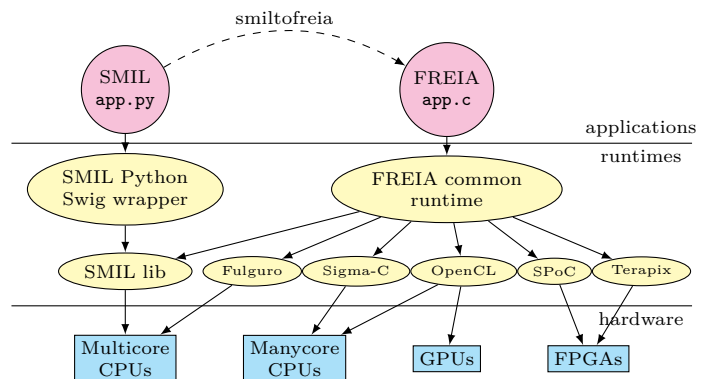 smiltofreia
SMIL
app.py
FREIA
app.c
applications
runtimes
SMIL Python
Swig wrapper
FREIA common
runtime
SMIL lib
Fulguro
Sigma-C
OpenCL
SPoC
Terapix
hardware
Multicore
CPUs
Manycore
CPUs
GPUs
FPGAs